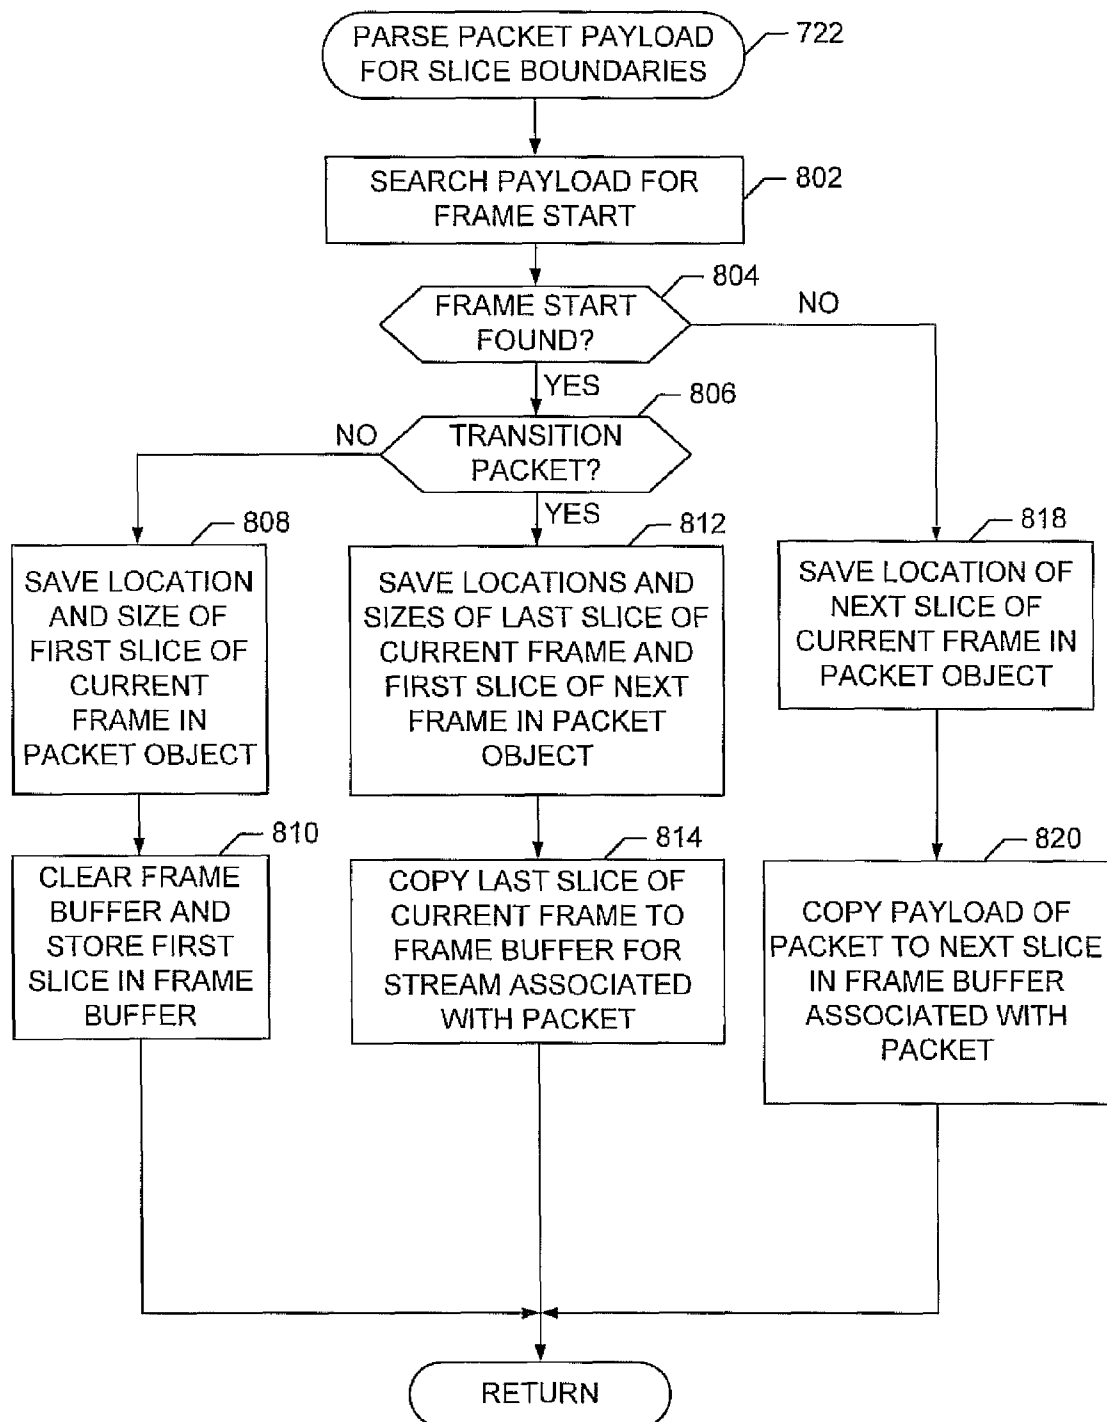 PARSE PACKET PAYLOAD
FOR SLICE BOUNDARIES
722
SEARCH PAYLOAD FOR
FRAME START
802
804
FRAME START
FOUND?
NO
YES
806
NO
TRANSITION
PACKET?
YES
808
SAVE LOCATION
AND SIZE OF
FIRST SLICE OF
CURRENT
FRAME IN
PACKET OBJECT
812
SAVE LOCATIONS AND
SIZES OF LAST SLICE OF
CURRENT FRAME AND
FIRST SLICE OF NEXT
FRAME IN PACKET
OBJECT
818
SAVE LOCATION OF
NEXT SLICE OF
CURRENT FRAME IN
PACKET OBJECT
810
CLEAR FRAME
BUFFER AND
STORE FIRST
SLICE IN FRAME
BUFFER
814
COPY LAST SLICE OF
CURRENT FRAME TO
FRAME BUFFER FOR
STREAM ASSOCIATED
WITH PACKET
820
COPY PAYLOAD OF
PACKET TO NEXT SLICE
IN FRAME BUFFER
ASSOCIATED WITH
PACKET
RETURN